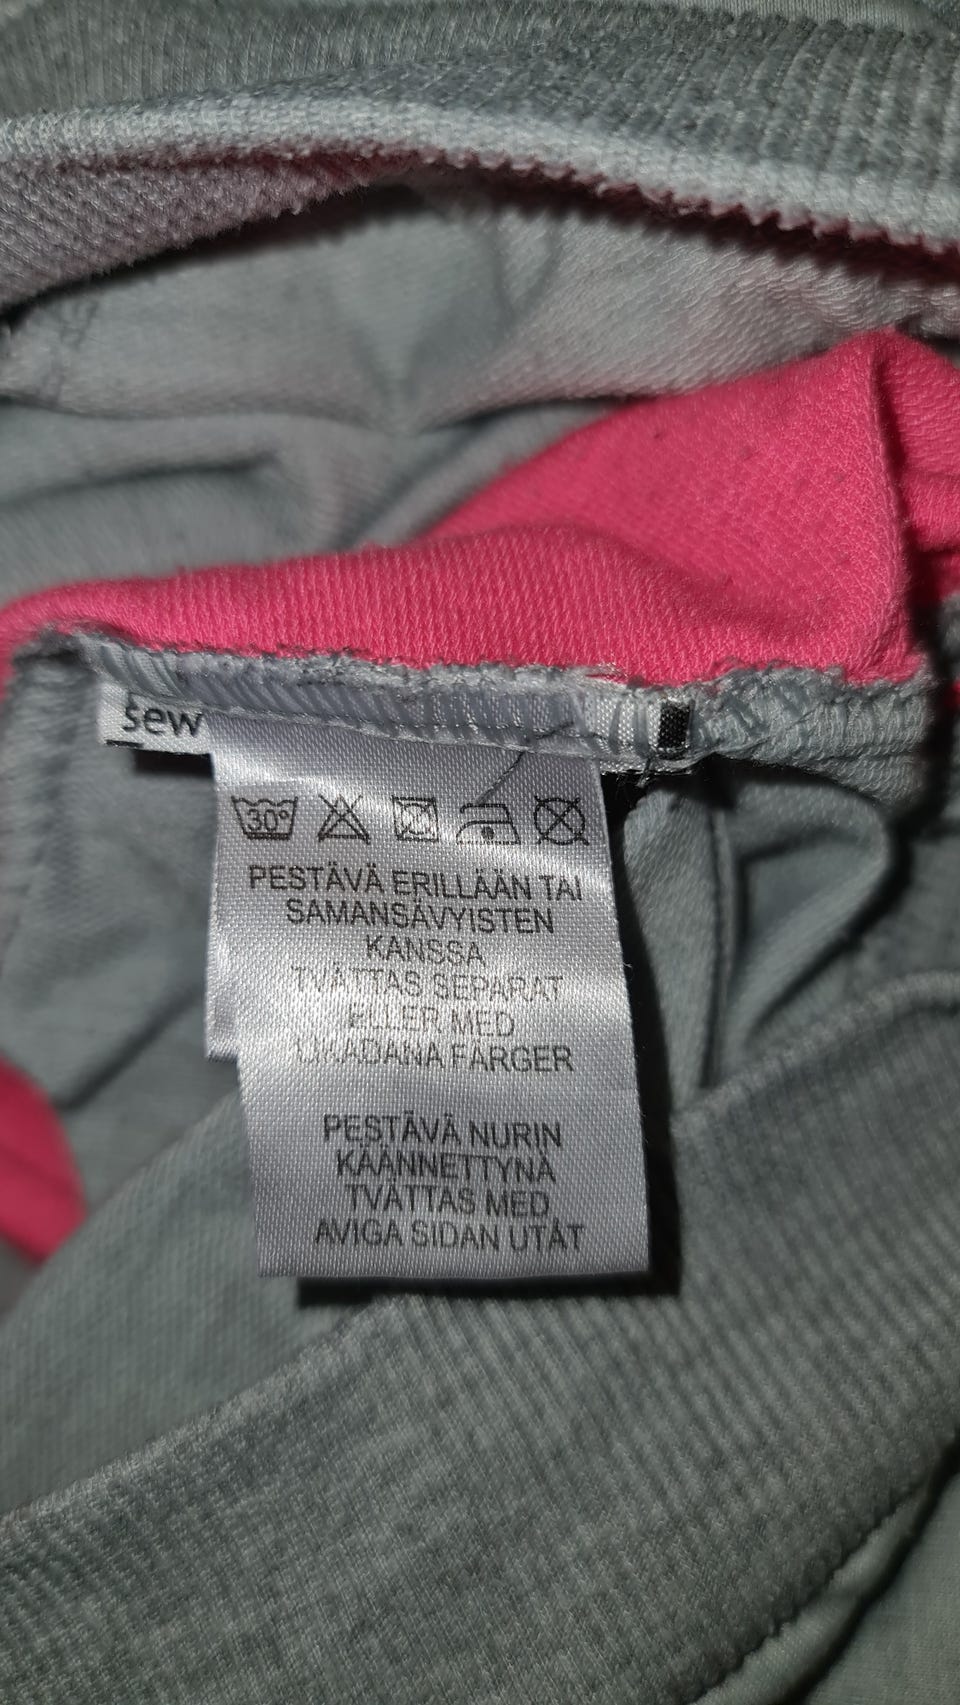 sew
30°
PESTÄVÄ ERILLÄÄN TAI
SAMANSÄVYISTEN
KANSSA
TVÄTTAS SEPARAT
ELLER MED
LIKADANA FÄRGER
PESTÄVÄ NURIN
KÄÄNNETTYNÄ
TVÄTTAS MED
AVIGA SIDAN UTÅT